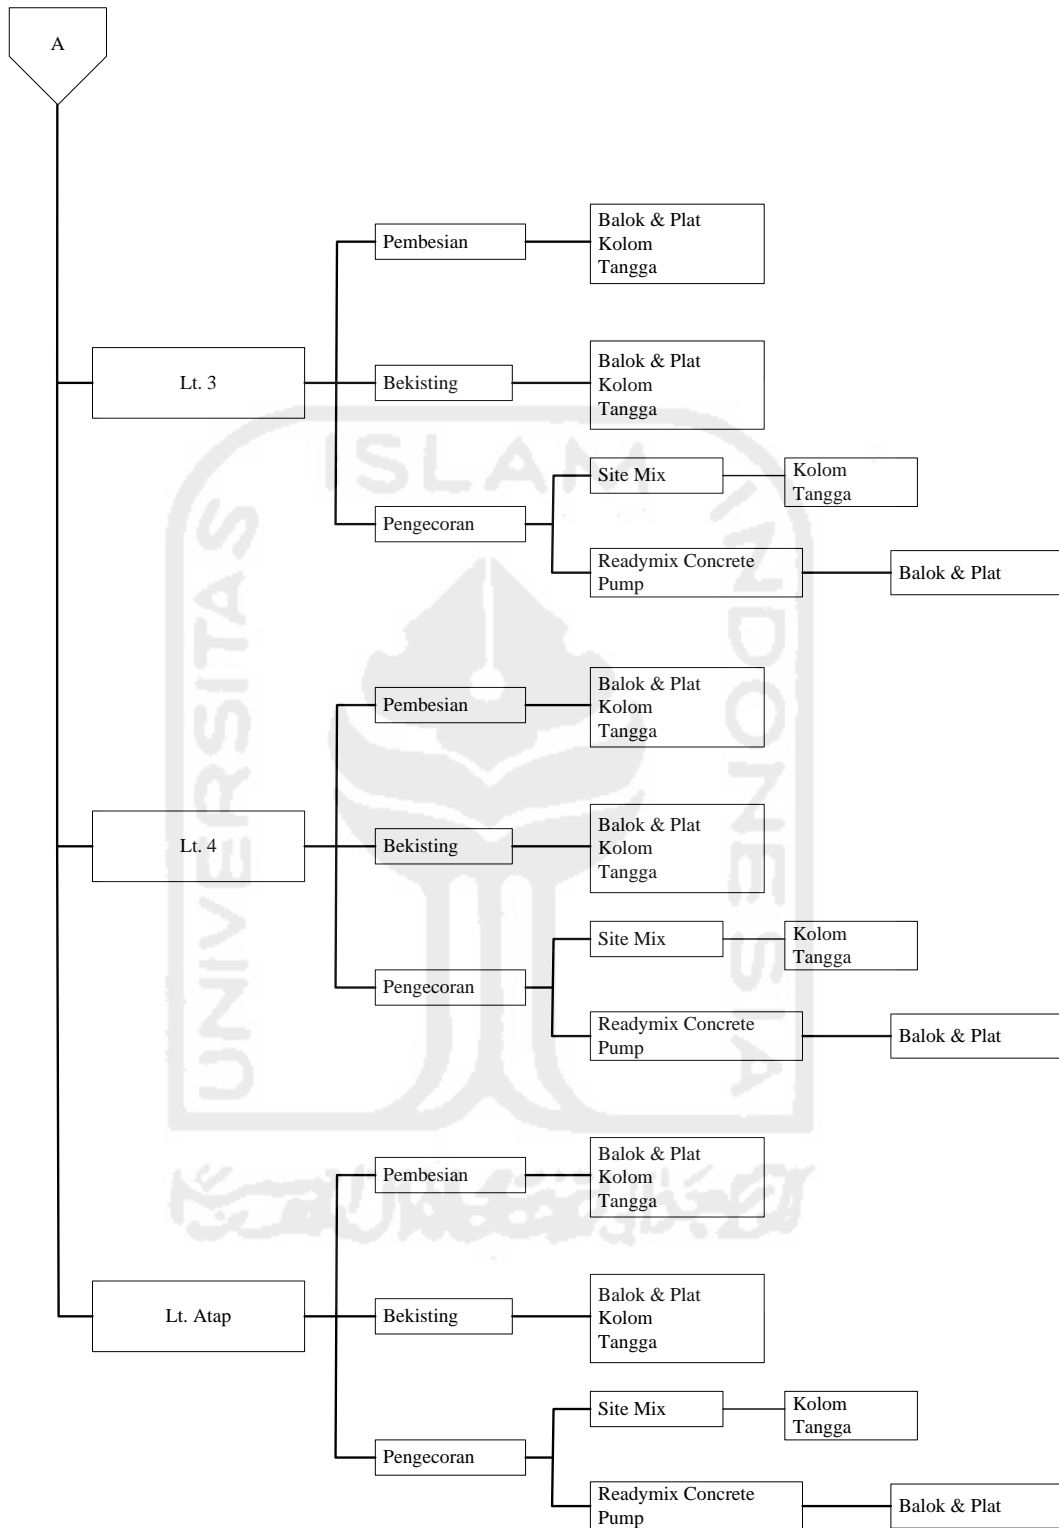 A
Pembesian
Balok & Plat
Kolom
Tangga
Lt. 3
Bekisting
Balok & Plat
Kolom
Tangga
Pengecoran
Site Mix
Kolom
Tangga
Readymix Concrete
Pump
Balok & Plat
Pembesian
Balok & Plat
Kolom
Tangga
Lt. 4
Bekisting
Balok & Plat
Kolom
Tangga
Pengecoran
Site Mix
Kolom
Tangga
Readymix Concrete
Pump
Balok & Plat
Pembesian
Balok & Plat
Kolom
Tangga
Lt. Atap
Bekisting
Balok & Plat
Kolom
Tangga
Pengecoran
Site Mix
Kolom
Tangga
Readymix Concrete
Pump
Balok & Plat
UNIVERSITAS
ISLAM
INDONESIA